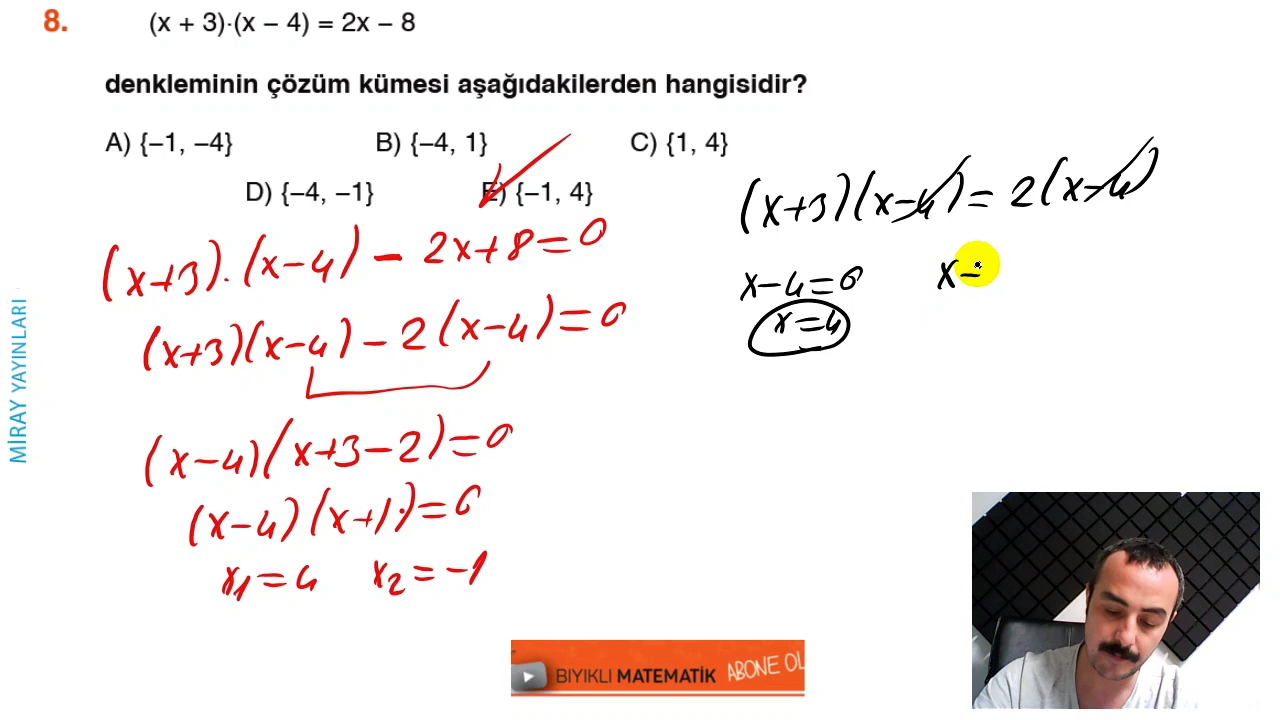 8. (x + 3)·(x − 4) = 2x − 8
denkleminin çözüm kümesi aşağıdakilerden hangisidir?
A) {−1, −4} B) {−4, 1} C) {1, 4}
D) {−4, −1} E) {−1, 4}
(x+3).(x−4) − 2x+8=0
(x+3)(x−4) − 2(x−4)=0
(x−4)(x+3−2)=0
(x−4)(x+1)=0
x1=4 x2=−1
(x+3)(x−4) = 2(x−4)
x−4=0 x=
x=4
MİRAY YAYINLARI
BIYIKLI MATEMATİK ABONE OL